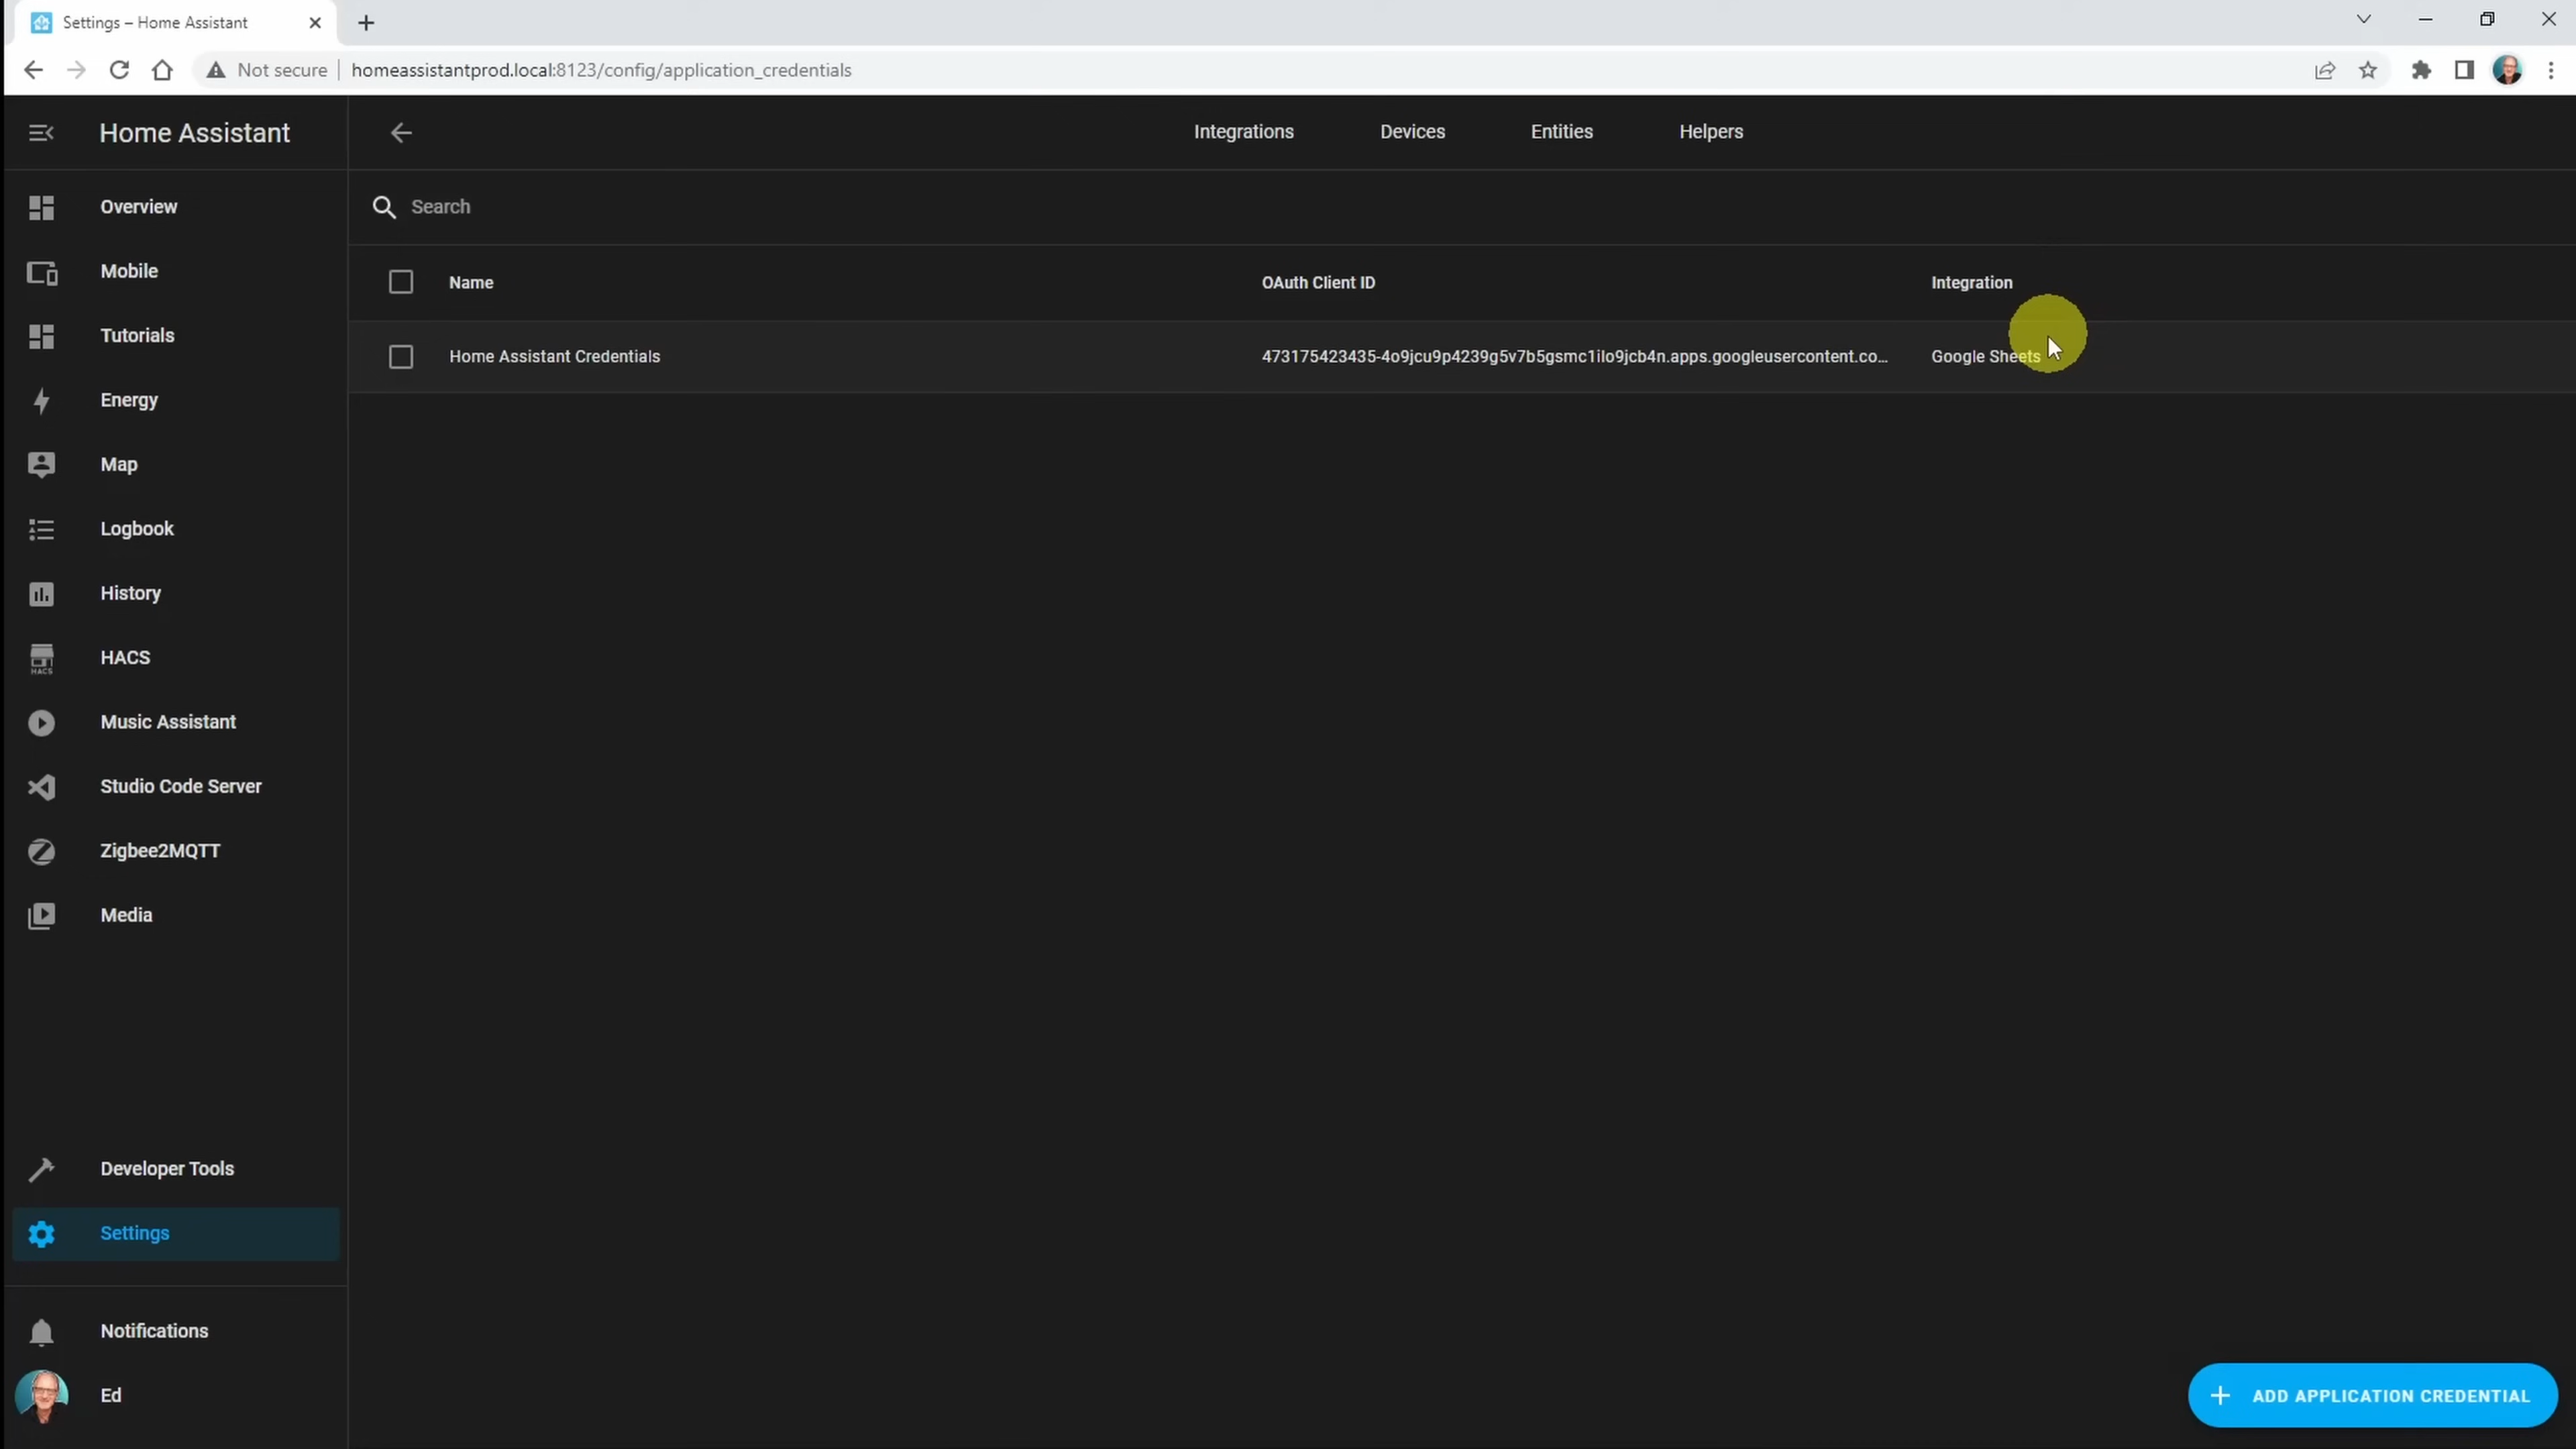 Settings – Home Assistant
Not secure homeassistantprod.local:8123/config/application_credentials
Home Assistant
Integrations Devices Entities Helpers
Overview
Mobile
Tutorials
Energy
Map
Logbook
History
HACS
HACS
Music Assistant
Studio Code Server
Zigbee2MQTT
Media
Developer Tools
Settings
Notifications
Ed
Search
Name OAuth Client ID Integration
Home Assistant Credentials 473175423435-4o9jcu9p4239g5v7b5gsmc1ilo9jcb4n.apps.googleusercontent.co... Google Sheets
ADD APPLICATION CREDENTIAL